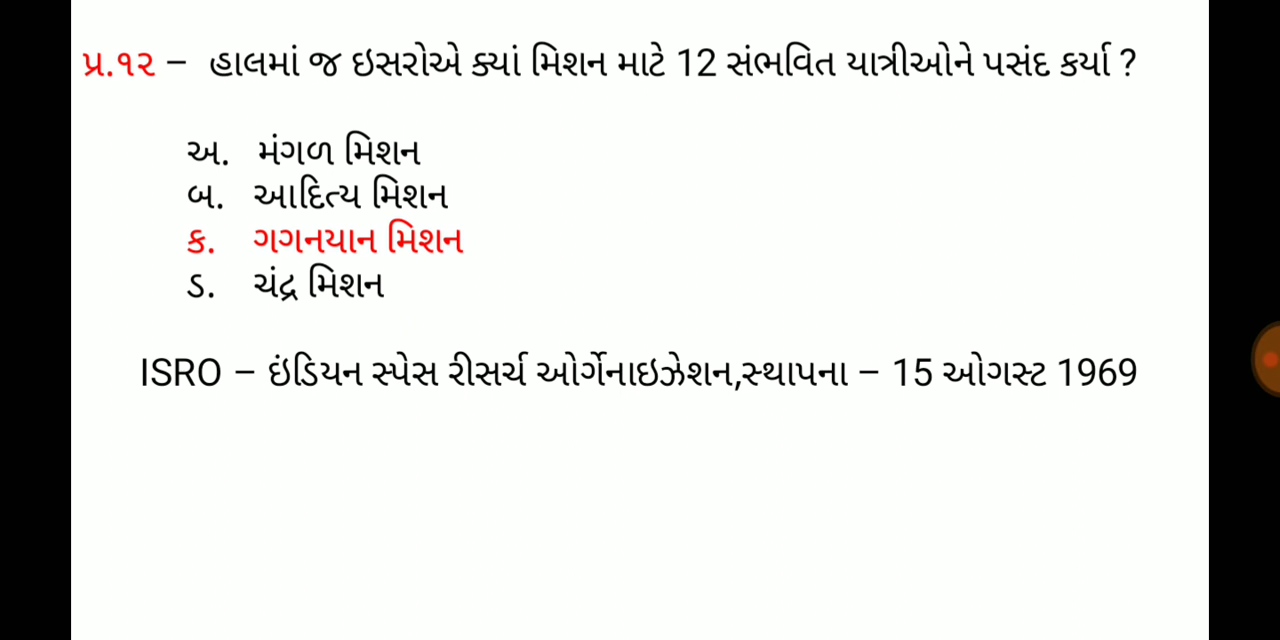 પ્ર.૧૨ – હાલમાં જ ઇસરોએ ક્યાં મિશન માટે 12 સંભવિત યાત્રીઓને પસંદ કર્યા ?
અ. મંગળ મિશન
બ. આદિત્ય મિશન
ક. ગગનયાન મિશન
ડ. ચંદ્ર મિશન
ISRO – ઇંડિયન સ્પેસ રીસર્ચ ઓર્ગેનાઇઝેશન,સ્થાપના – 15 ઓગસ્ટ 1969